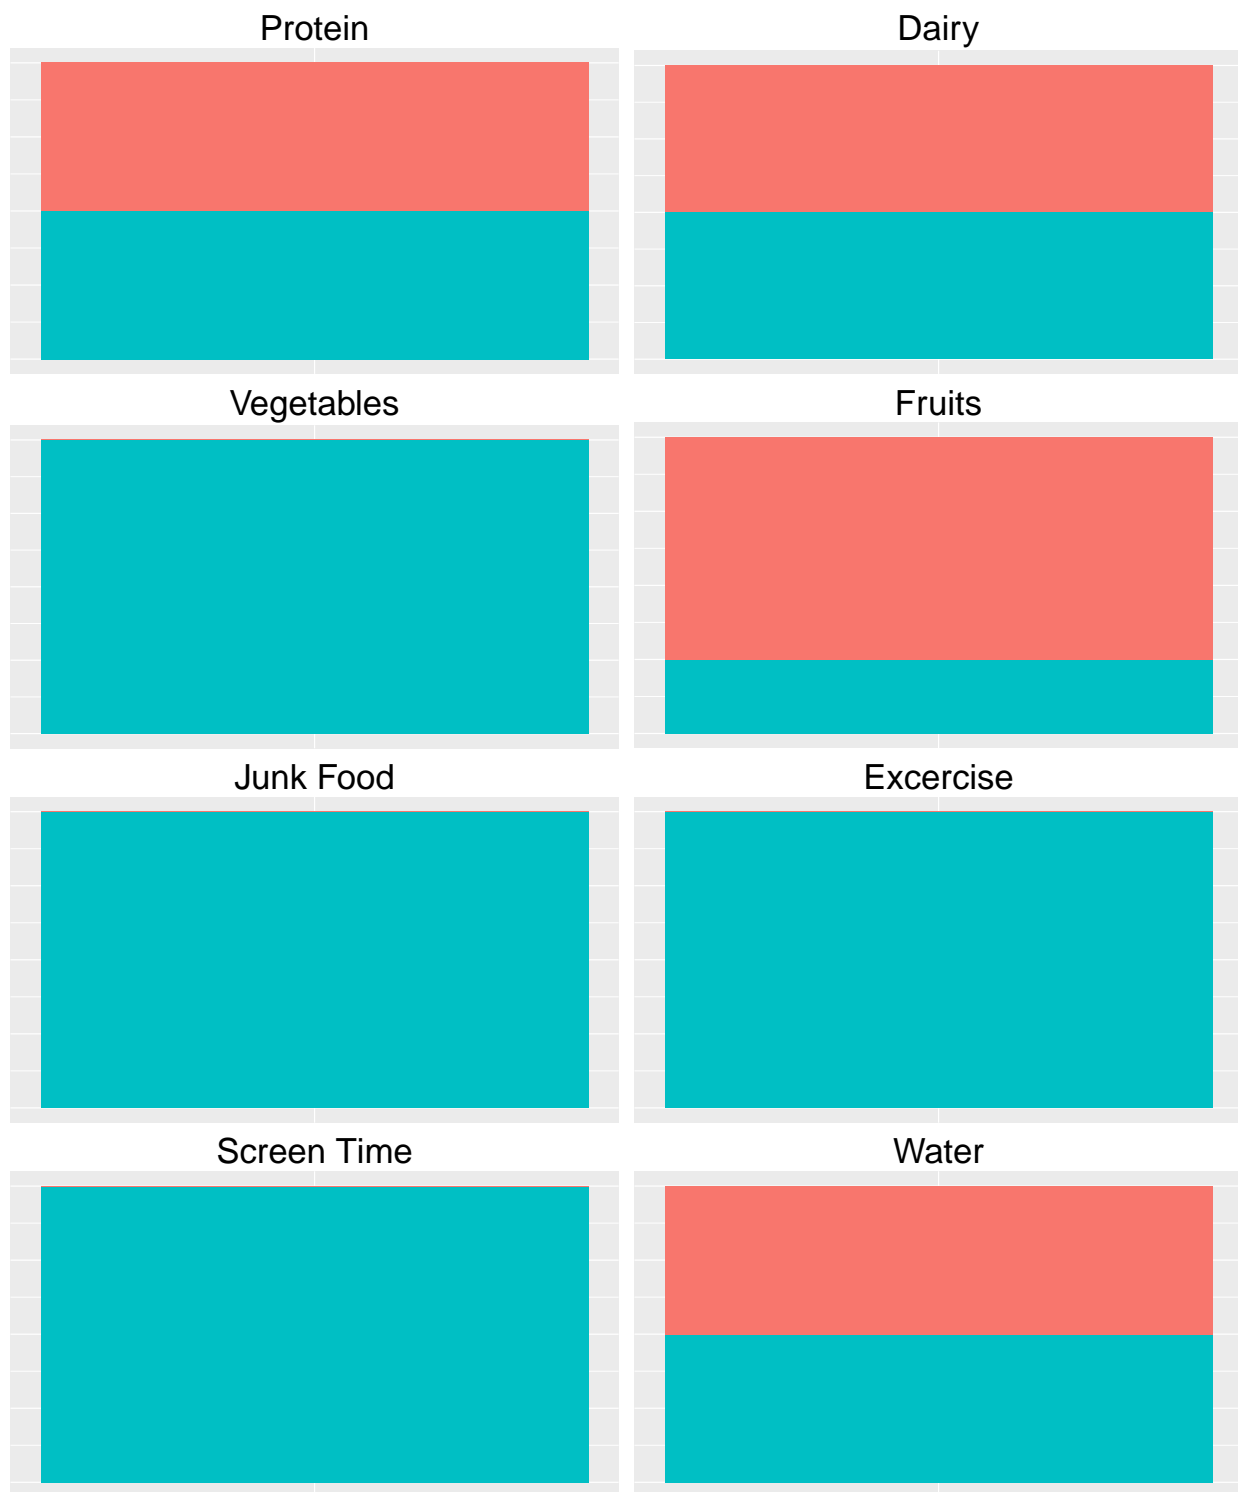 Protein
Dairy
Vegetables
Fruits
Junk Food
Excercise
Screen Time
Water